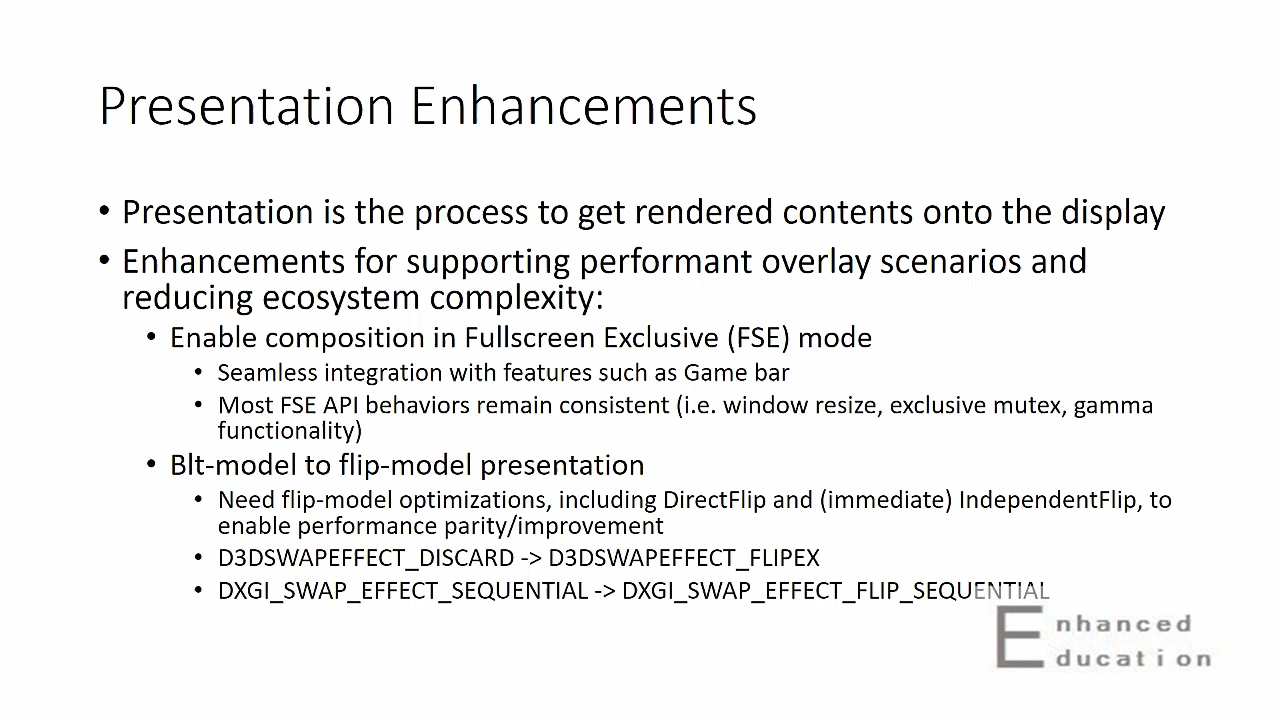 Presentation Enhancements
• Presentation is the process to get rendered contents onto the display
• Enhancements for supporting performant overlay scenarios and
reducing ecosystem complexity:
• Enable composition in Fullscreen Exclusive (FSE) mode
• Seamless integration with features such as Game bar
• Most FSE API behaviors remain consistent (i.e. window resize, exclusive mutex, gamma
functionality)
• Blt-model to flip-model presentation
• Need flip-model optimizations, including DirectFlip and (immediate) IndependentFlip, to
enable performance parity/improvement
• D3DSWAPEFFECT_DISCARD -> D3DSWAPEFFECT_FLIPEX
• DXGI_SWAP_EFFECT_SEQUENTIAL -> DXGI_SWAP_EFFECT_FLIP_SEQUENTIAL
Enhanced
Education